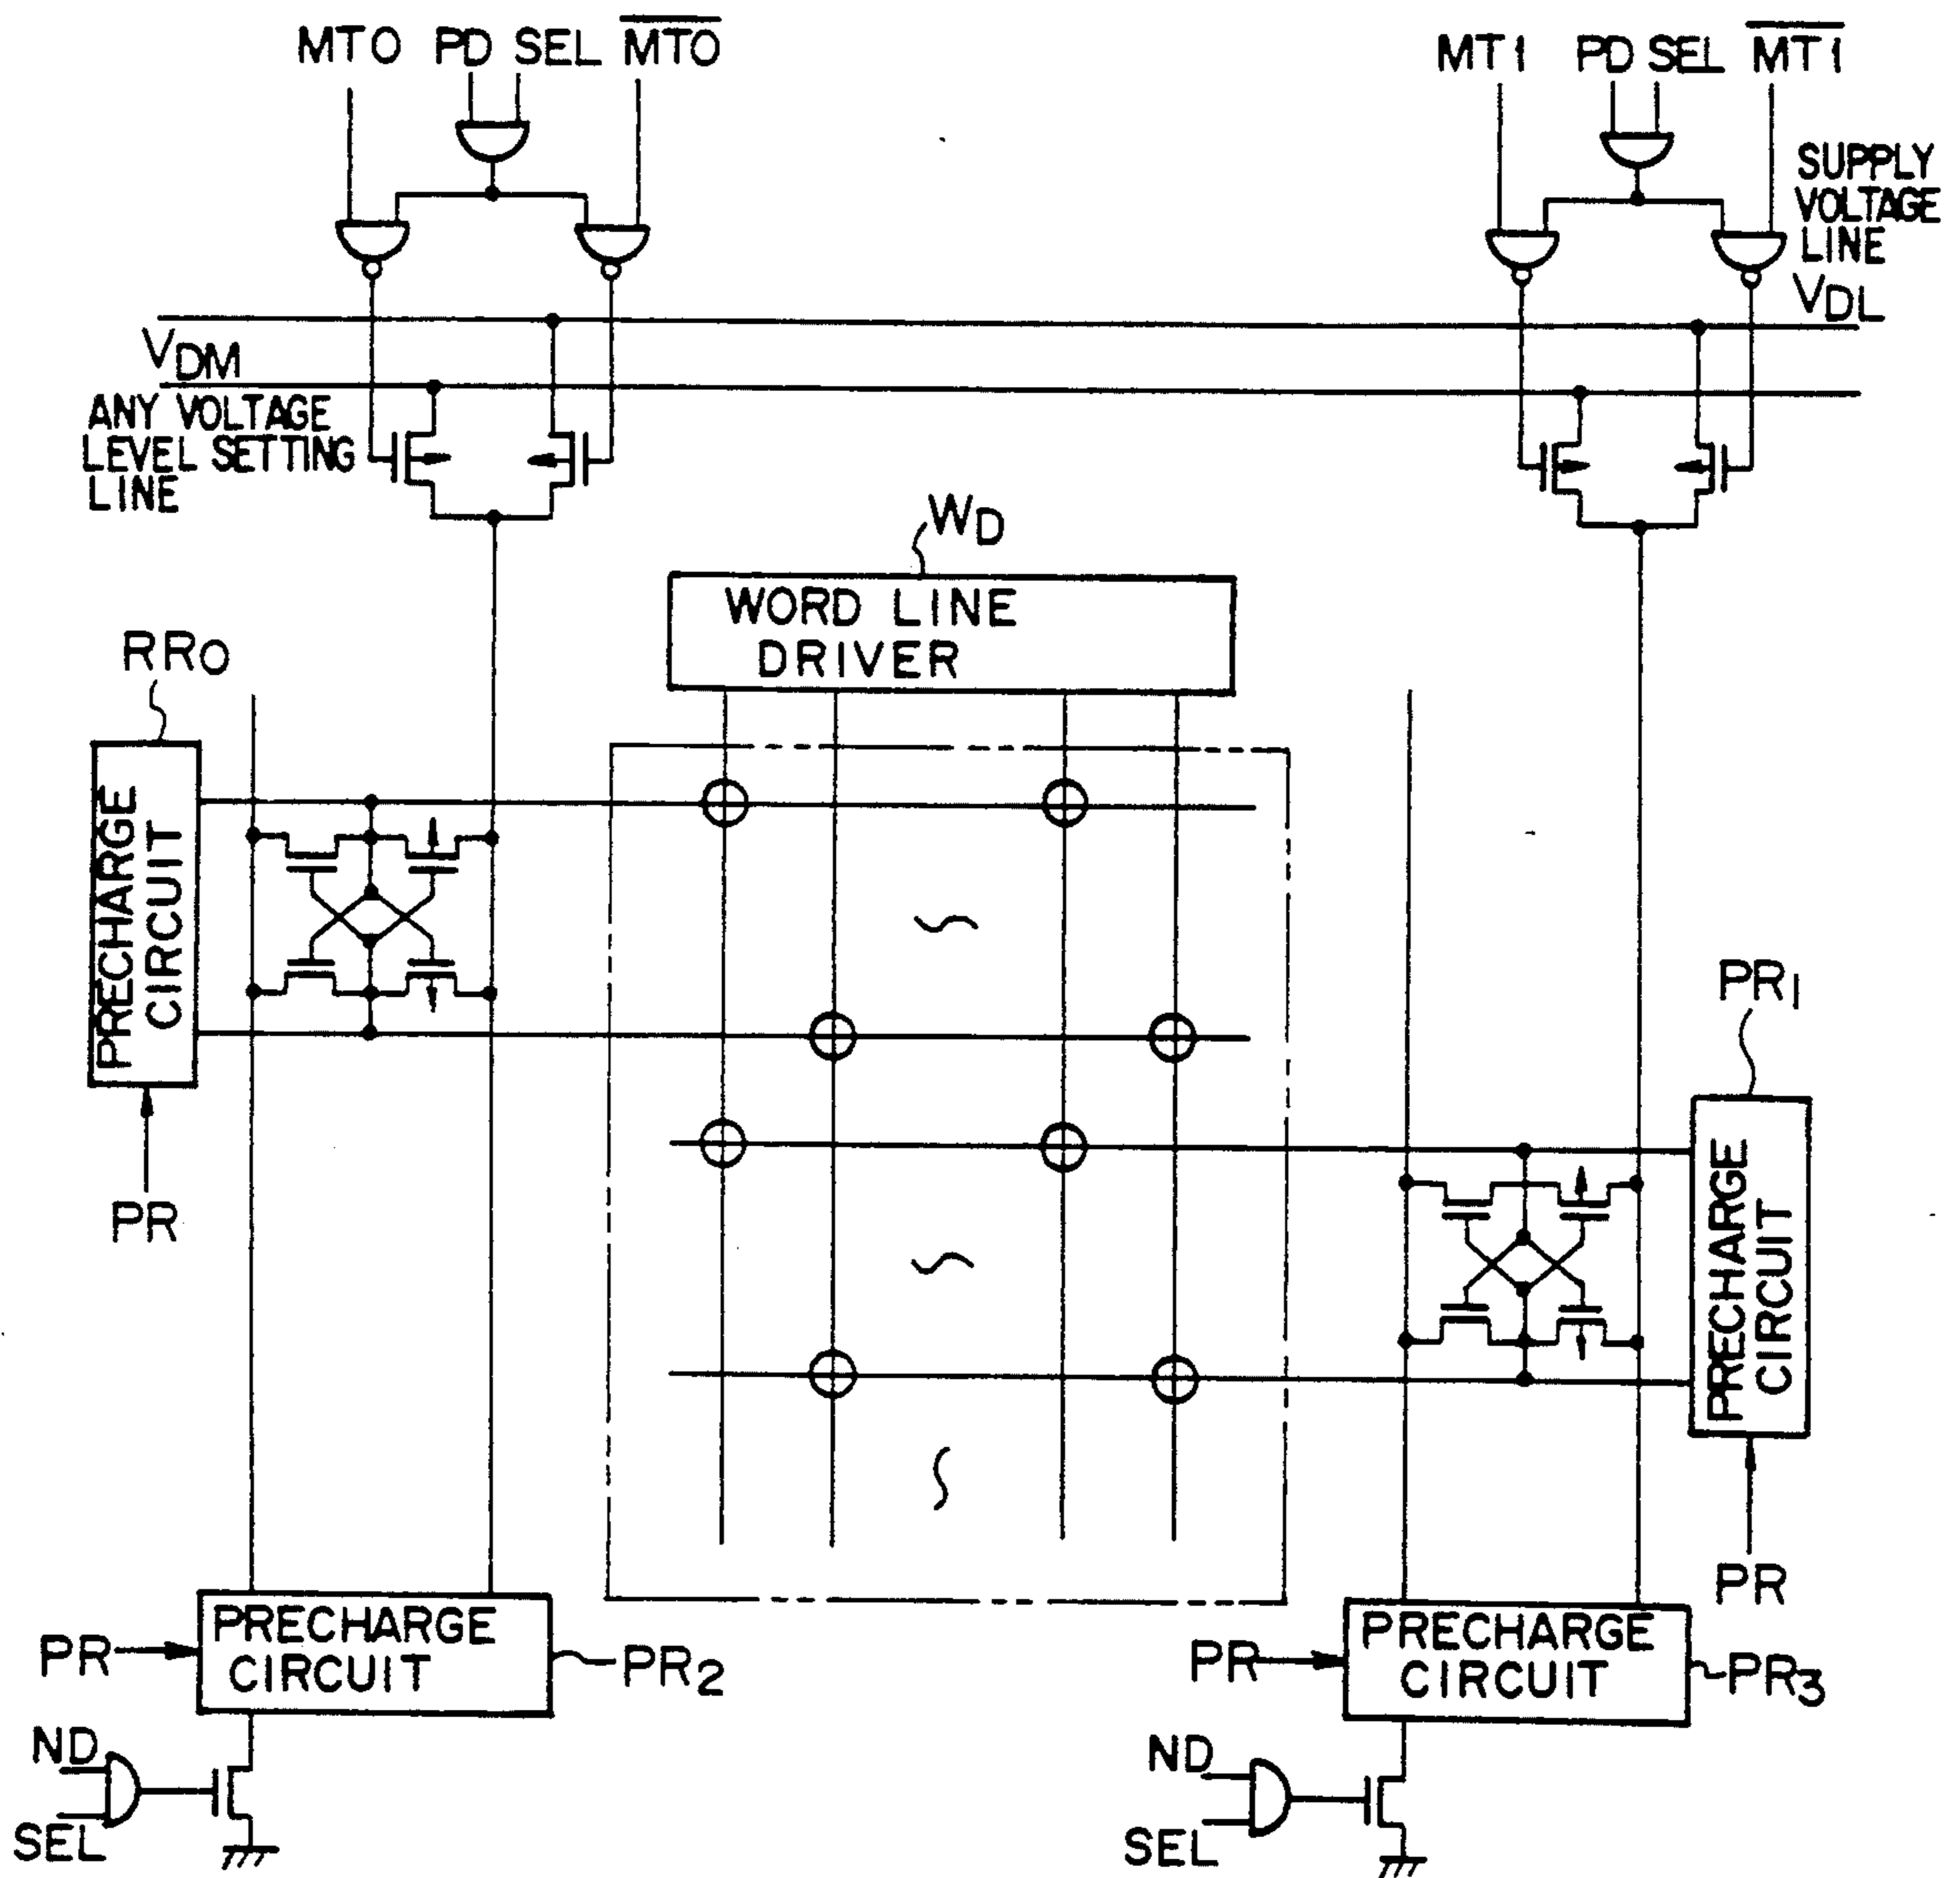 MT0 PD SEL M̅T̅0̅
MT1 PD SEL M̅T̅1̅
SUPPLY
VOLTAGE
LINE
VDL
VDM
ANY VOLTAGE
LEVEL SETTING
LINE
WD
WORD LINE
DRIVER
RR0
PRECHARGE
CIRCUIT
PR
PR1
PRECHARGE
CIRCUIT
PR
PR
PRECHARGE
CIRCUIT
PR2
PR
PRECHARGE
CIRCUIT
PR3
ND
SEL
ND
SEL